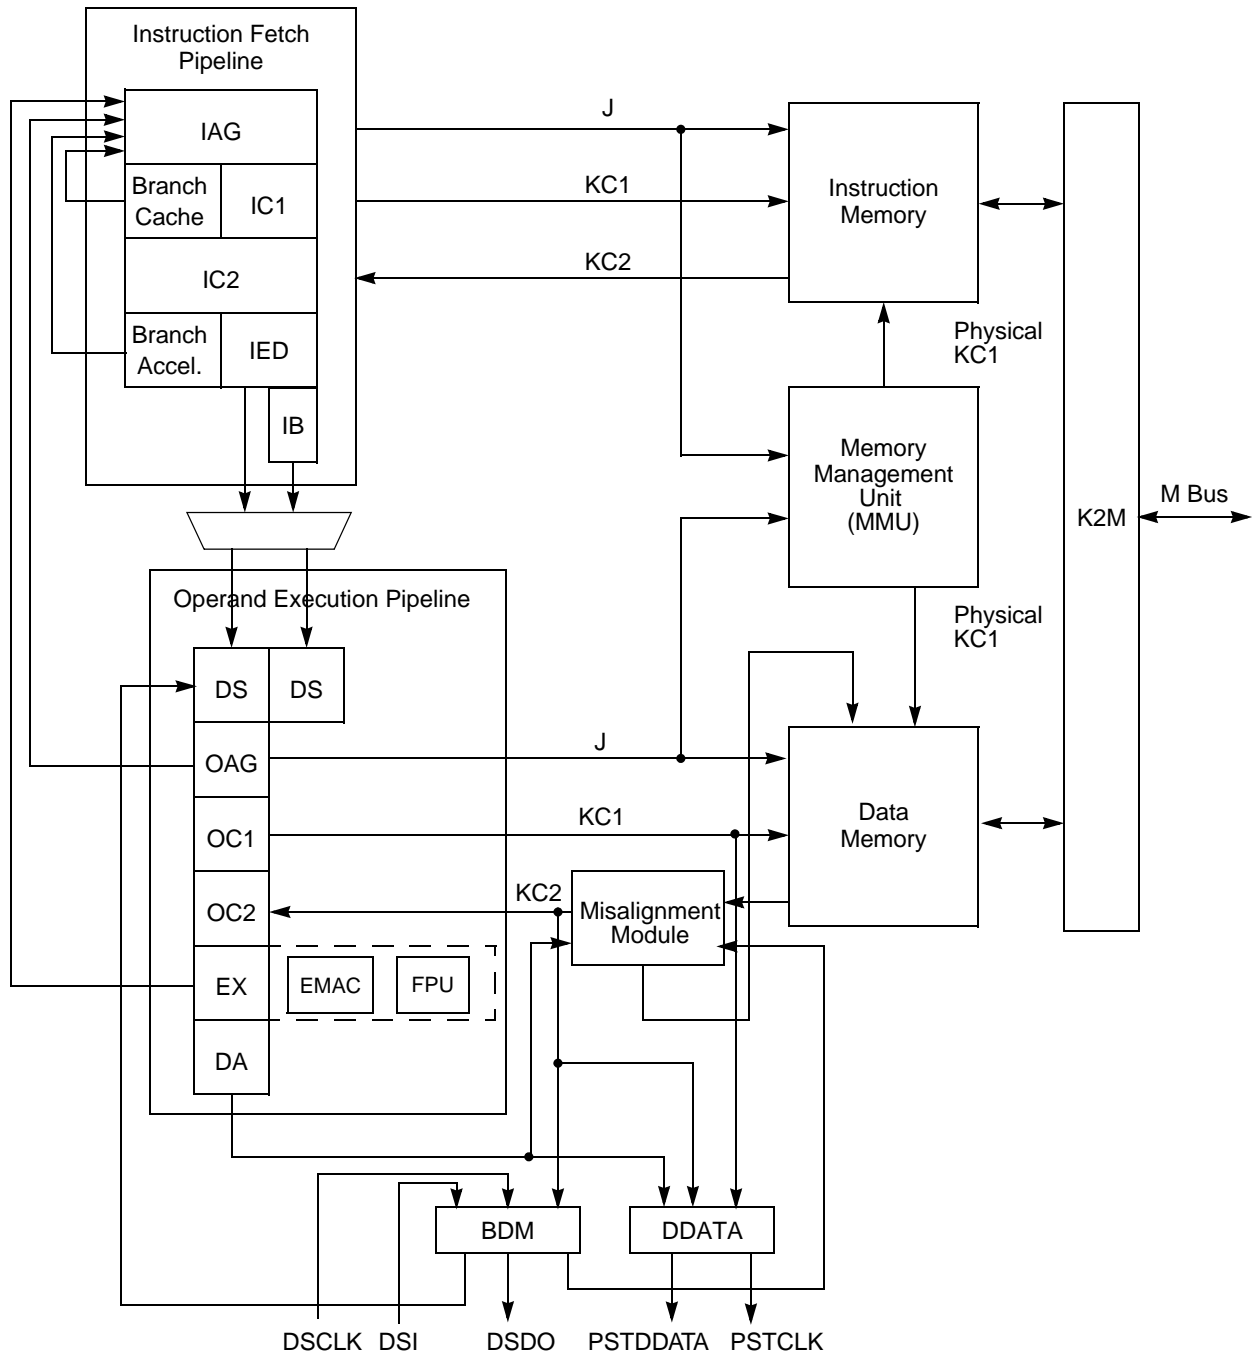 Instruction Fetch
Pipeline
IAG
Branch
Cache
IC1
IC2
Branch
Accel.
IED
IB
J
KC1
KC2
Instruction
Memory
Physical
KC1
Memory
Management
Unit
(MMU)
K2M
M Bus
Physical
KC1
Operand Execution Pipeline
DS
DS
OAG
J
OC1
KC1
Data
Memory
OC2
KC2
Misalignment
Module
EX
EMAC
FPU
DA
BDM
DDATA
DSCLK
DSI
DSDO
PSTDDATA
PSTCLK